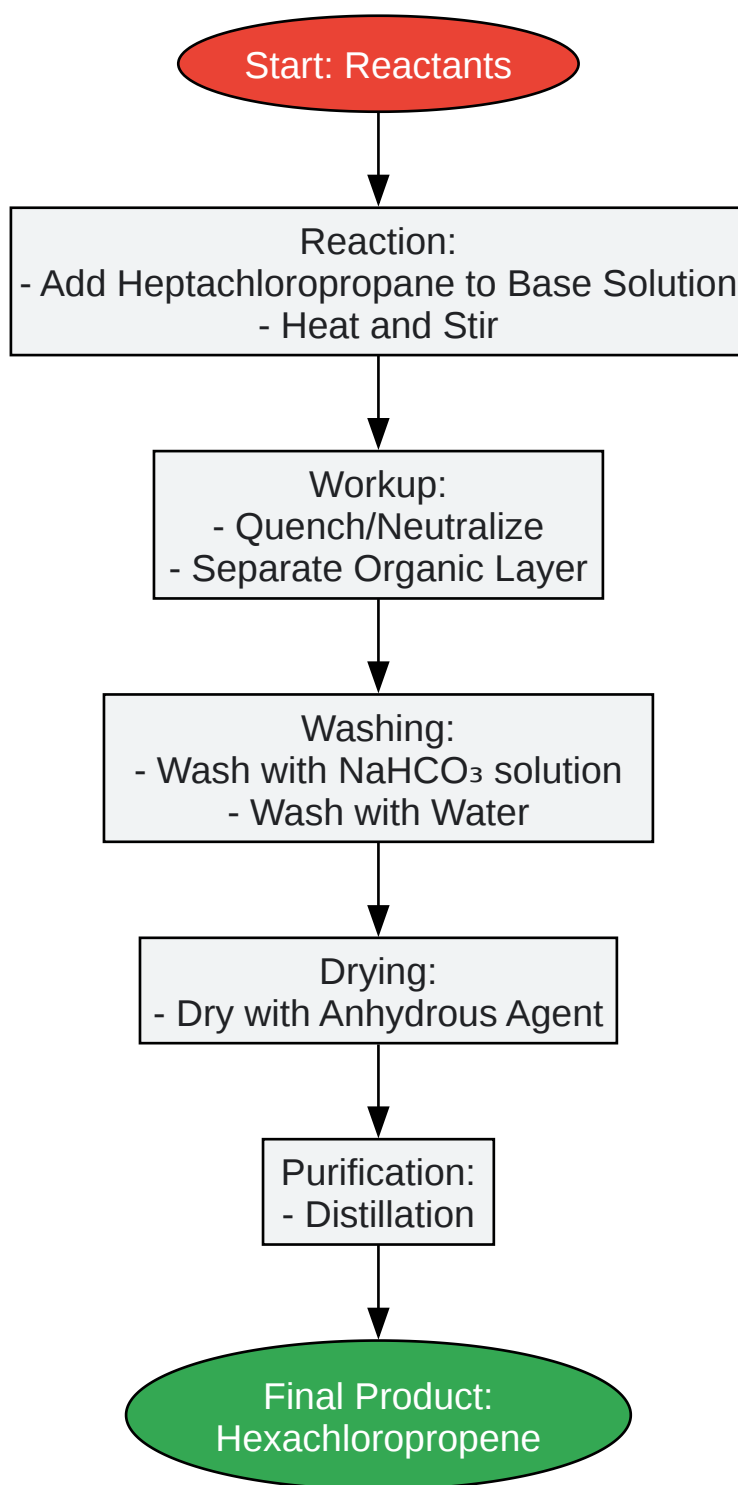 Start: Reactants
Reaction:
- Add Heptachloropropane to Base Solution
- Heat and Stir
Workup:
- Quench/Neutralize
- Separate Organic Layer
Washing:
- Wash with NaHCO₃ solution
- Wash with Water
Drying:
- Dry with Anhydrous Agent
Purification:
- Distillation
Final Product:
Hexachloropropene